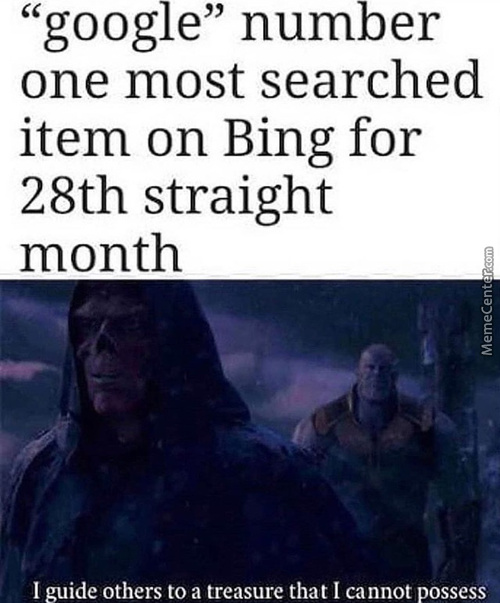 “google” number
one most searched
item on Bing for
28th straight
month
MemeCenter.com
I guide others to a treasure that I cannot possess